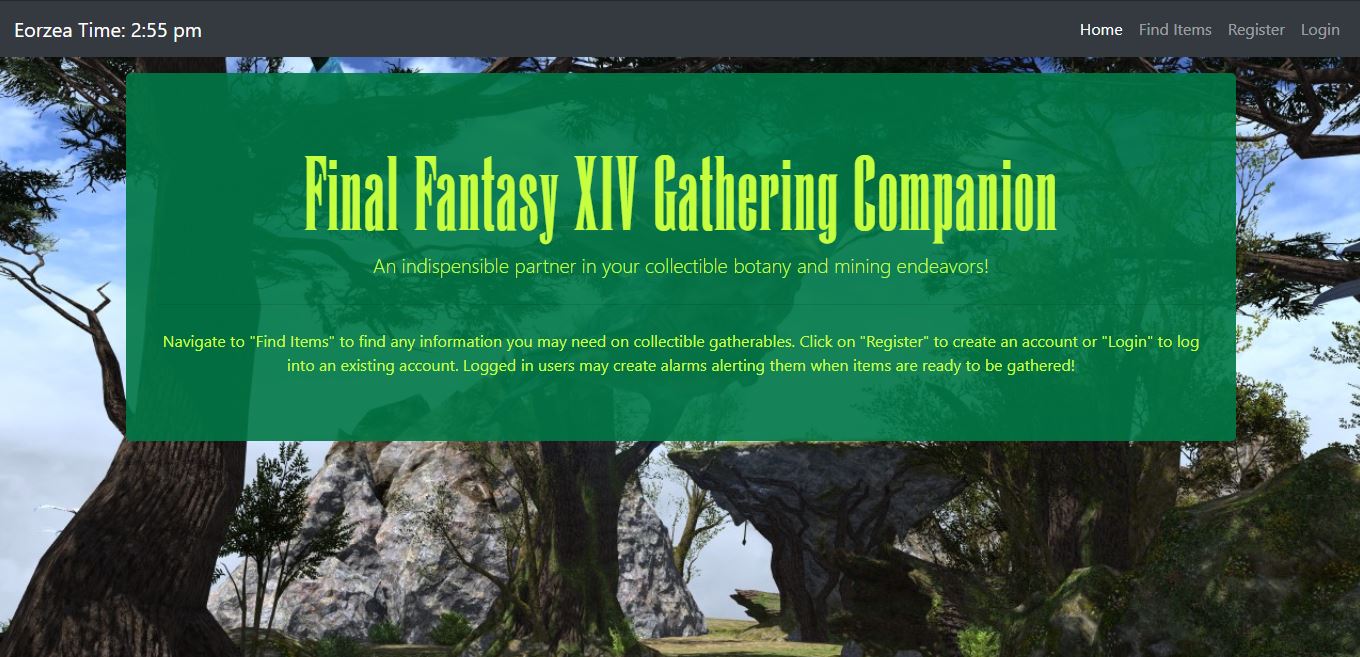 Eorzea Time: 2:55 pm
Home Find Items Register Login
Final Fantasy XIV Gathering Companion
An indispensible partner in your collectible botany and mining endeavors!
Navigate to "Find Items" to find any information you may need on collectible gatherables. Click on "Register" to create an account or "Login" to log
into an existing account. Logged in users may create alarms alerting them when items are ready to be gathered!